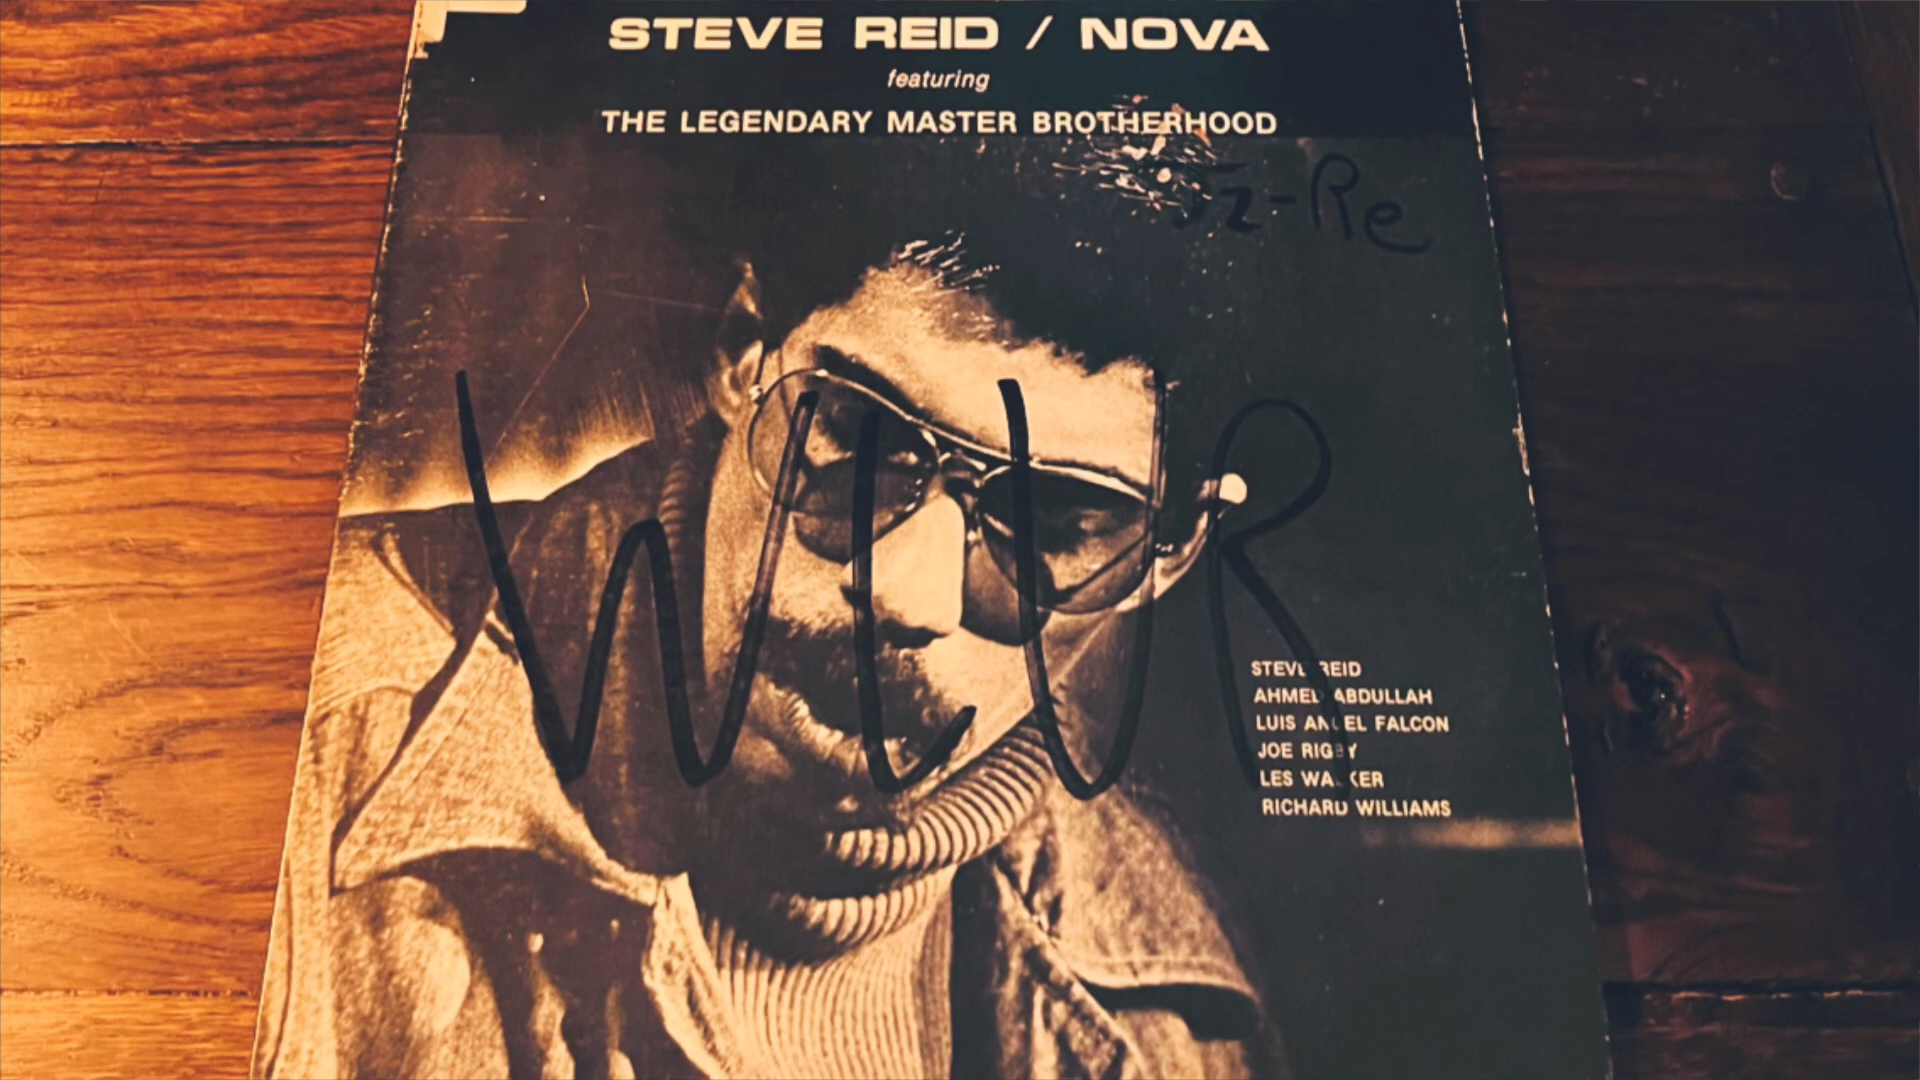 STEVE REID / NOVA
featuring
THE LEGENDARY MASTER BROTHERHOOD
Jz-Re
WLUR
STEVE REID
AHMED ABDULLAH
LUIS ANGEL FALCON
JOE RIGBY
LES WALKER
RICHARD WILLIAMS